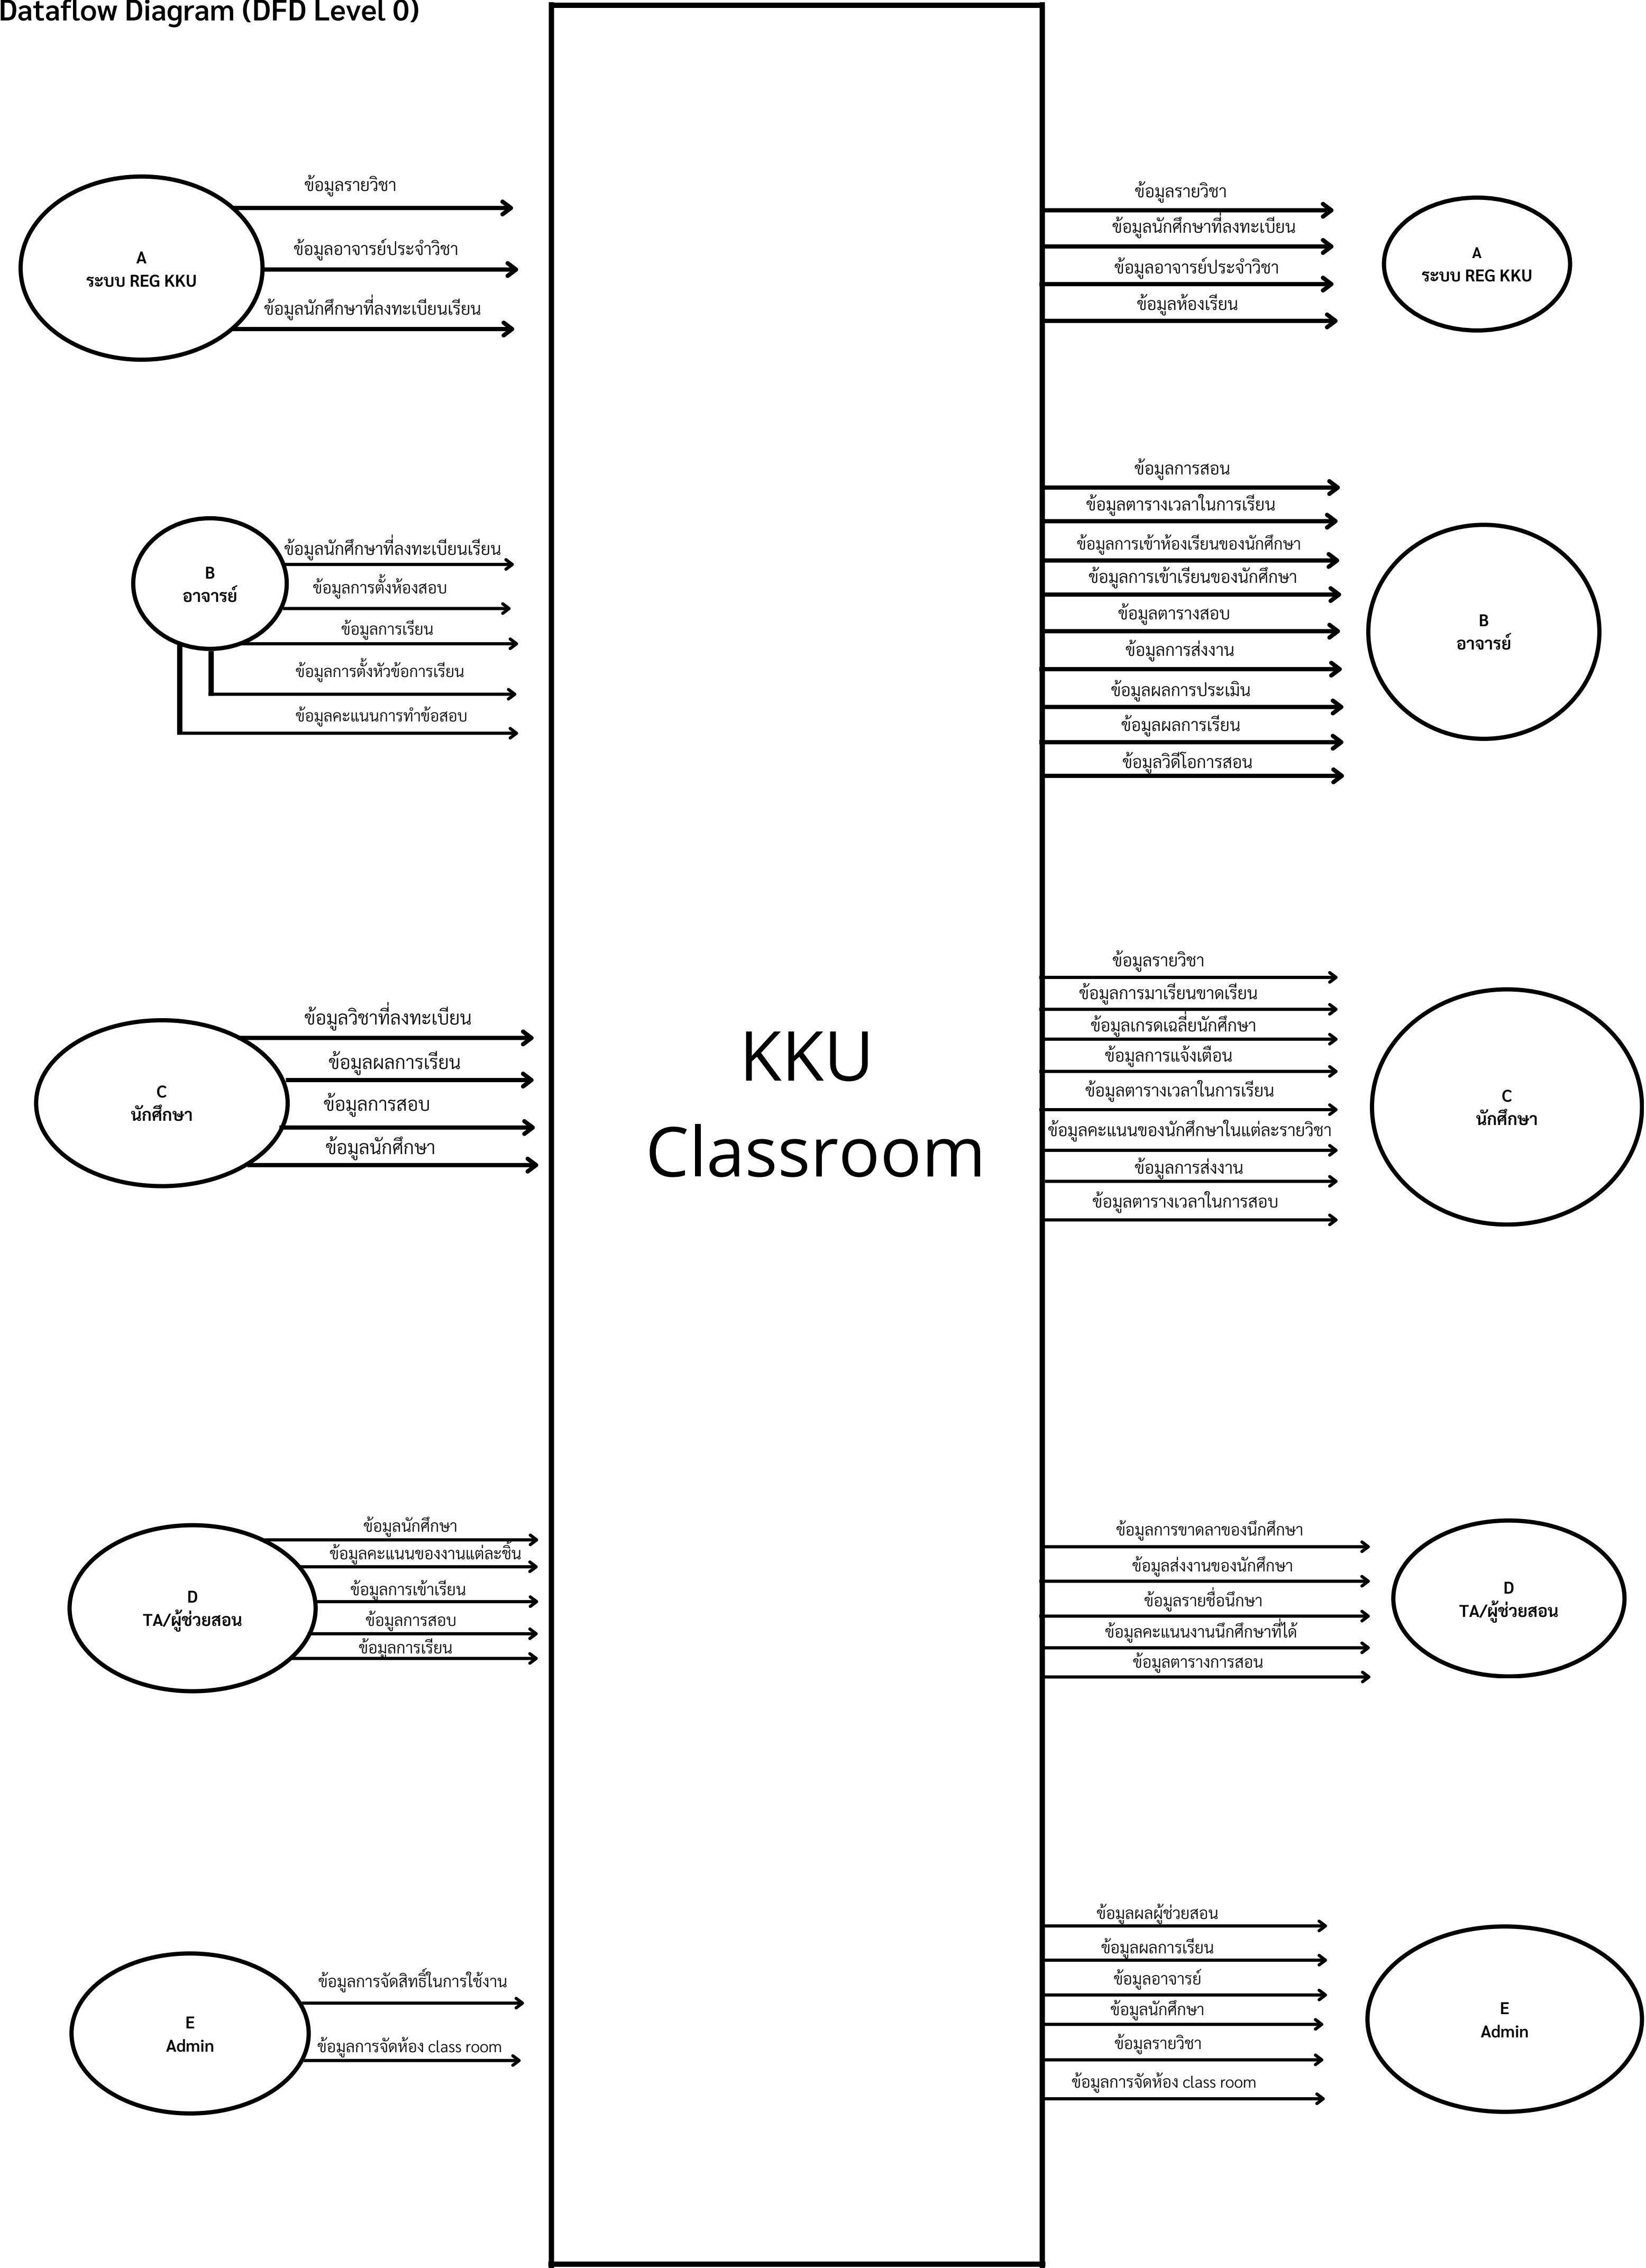 Dataflow Diagram (DFD Level 0)
A
ระบบ REG KKU
ข้อมูลรายวิชา
ข้อมูลอาจารย์ประจำวิชา
ข้อมูลนักศึกษาที่ลงทะเบียนเรียน
ข้อมูลรายวิชา
ข้อมูลนักศึกษาที่ลงทะเบียน
ข้อมูลอาจารย์ประจำวิชา
ข้อมูลห้องเรียน
A
ระบบ REG KKU
B
อาจารย์
ข้อมูลนักศึกษาที่ลงทะเบียนเรียน
ข้อมูลการตั้งห้องสอบ
ข้อมูลการเรียน
ข้อมูลการตั้งหัวข้อการเรียน
ข้อมูลคะแนนการทำข้อสอบ
ข้อมูลการสอน
ข้อมูลตารางเวลาในการเรียน
ข้อมูลการเข้าห้องเรียนของนักศึกษา
ข้อมูลการเข้าเรียนของนักศึกษา
ข้อมูลตารางสอบ
ข้อมูลการส่งงาน
ข้อมูลผลการประเมิน
ข้อมูลผลการเรียน
ข้อมูลวิดีโอการสอน
B
อาจารย์
C
นักศึกษา
ข้อมูลวิชาที่ลงทะเบียน
ข้อมูลผลการเรียน
ข้อมูลการสอบ
ข้อมูลนักศึกษา
KKU
Classroom
ข้อมูลรายวิชา
ข้อมูลการมาเรียนขาดเรียน
ข้อมูลเกรดเฉลี่ยนักศึกษา
ข้อมูลการแจ้งเตือน
ข้อมูลตารางเวลาในการเรียน
ข้อมูลคะแนนของนักศึกษาในแต่ละรายวิชา
ข้อมูลการส่งงาน
ข้อมูลตารางเวลาในการสอบ
C
นักศึกษา
D
TA/ผู้ช่วยสอน
ข้อมูลนักศึกษา
ข้อมูลคะแนนของงานแต่ละชิ้น
ข้อมูลการเข้าเรียน
ข้อมูลการสอบ
ข้อมูลการเรียน
ข้อมูลการขาดลาของนึกศึกษา
ข้อมูลส่งงานของนักศึกษา
ข้อมูลรายชื่อนึกษา
ข้อมูลคะแนนงานนึกศึกษาที่ได้
ข้อมูลตารางการสอน
D
TA/ผู้ช่วยสอน
E
Admin
ข้อมูลการจัดสิทธิ์ในการใช้งาน
ข้อมูลการจัดห้อง class room
ข้อมูลผลผู้ช่วยสอน
ข้อมูลผลการเรียน
ข้อมูลอาจารย์
ข้อมูลนักศึกษา
ข้อมูลรายวิชา
ข้อมูลการจัดห้อง class room
E
Admin